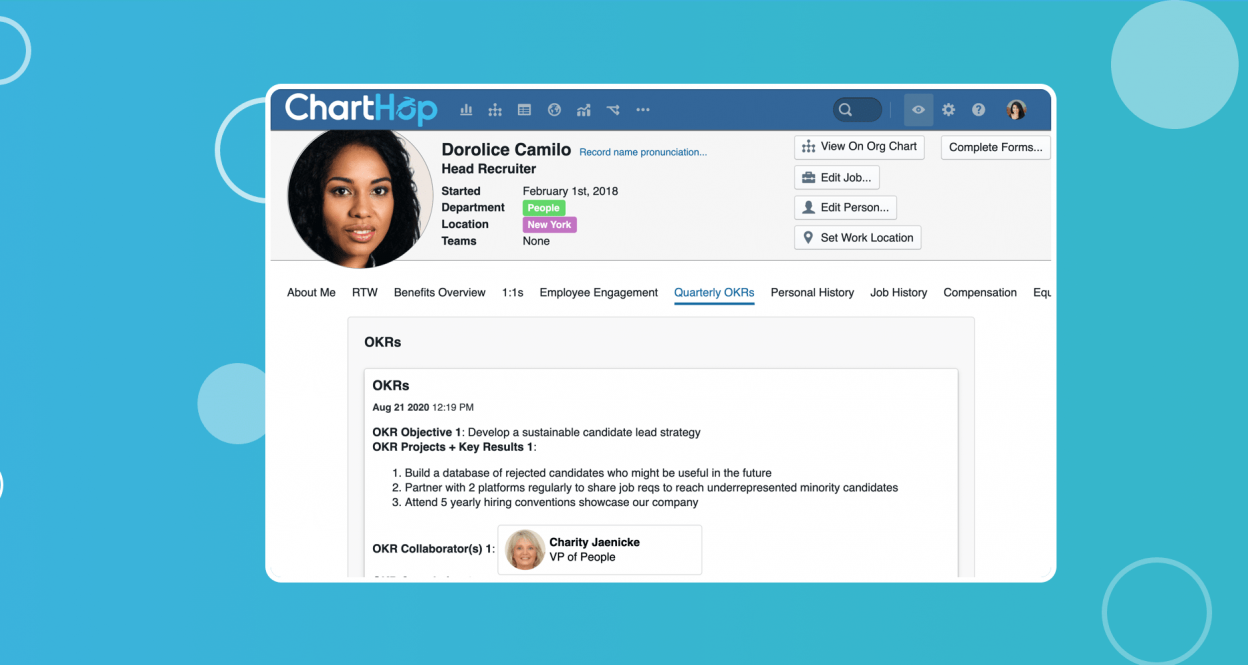 ChartHop
Dorolice Camilo Record name pronunciation...
Head Recruiter
Started February 1st, 2018
Department People
Location New York
Teams None
View On Org Chart
Complete Forms...
Edit Job...
Edit Person...
Set Work Location
About Me RTW Benefits Overview 1:1s Employee Engagement Quarterly OKRs Personal History Job History Compensation
OKRs
OKRs
Aug 21 2020 12:19 PM
OKR Objective 1: Develop a sustainable candidate lead strategy
OKR Projects + Key Results 1:
1. Build a database of rejected candidates who might be useful in the future
2. Partner with 2 platforms regularly to share job reqs to reach underrepresented minority candidates
3. Attend 5 yearly hiring conventions showcase our company
OKR Collaborator(s) 1:
Charity Jaenicke
VP of People